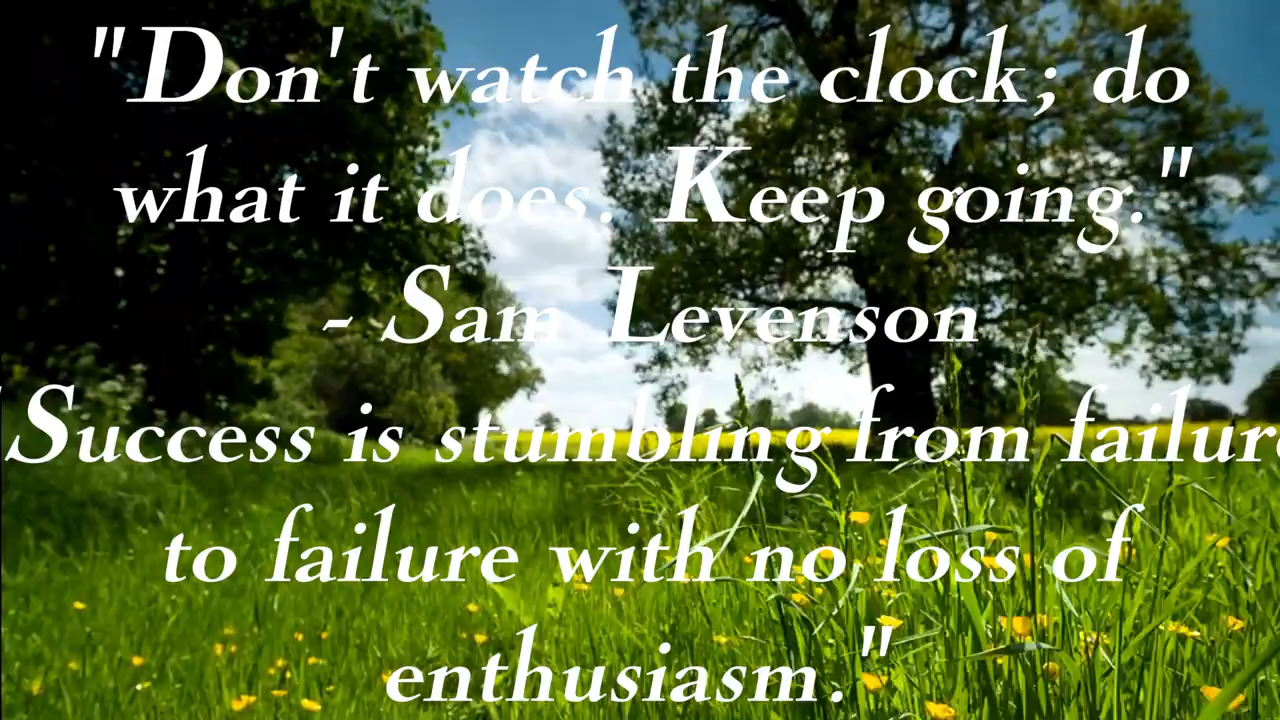 "Don't watch the clock; do
what it does. Keep going."
- Sam Levenson
"Success is stumbling from failure
to failure with no loss of
enthusiasm."